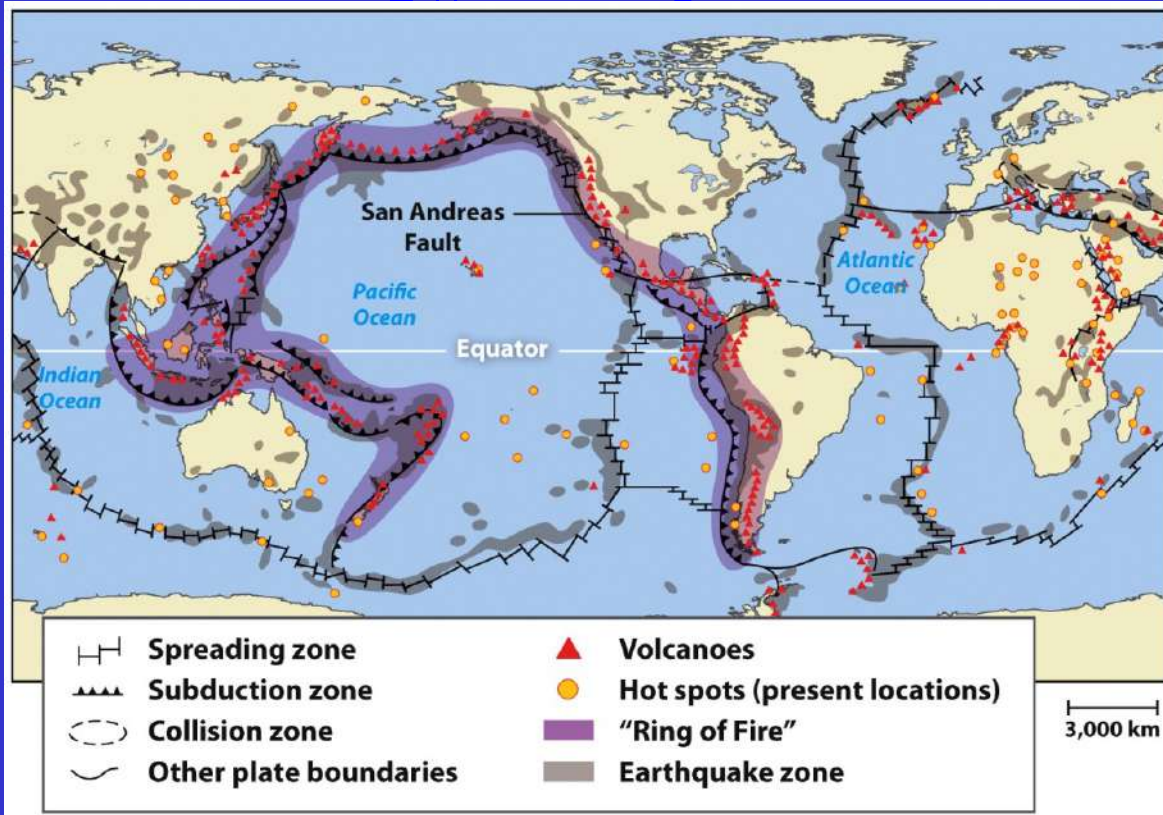 San Andreas
Fault
Pacific
Ocean
Atlantic
Ocean
Equator
Indian
Ocean
Spreading zone
Subduction zone
Collision zone
Other plate boundaries
Volcanoes
Hot spots (present locations)
"Ring of Fire"
Earthquake zone
3,000 km